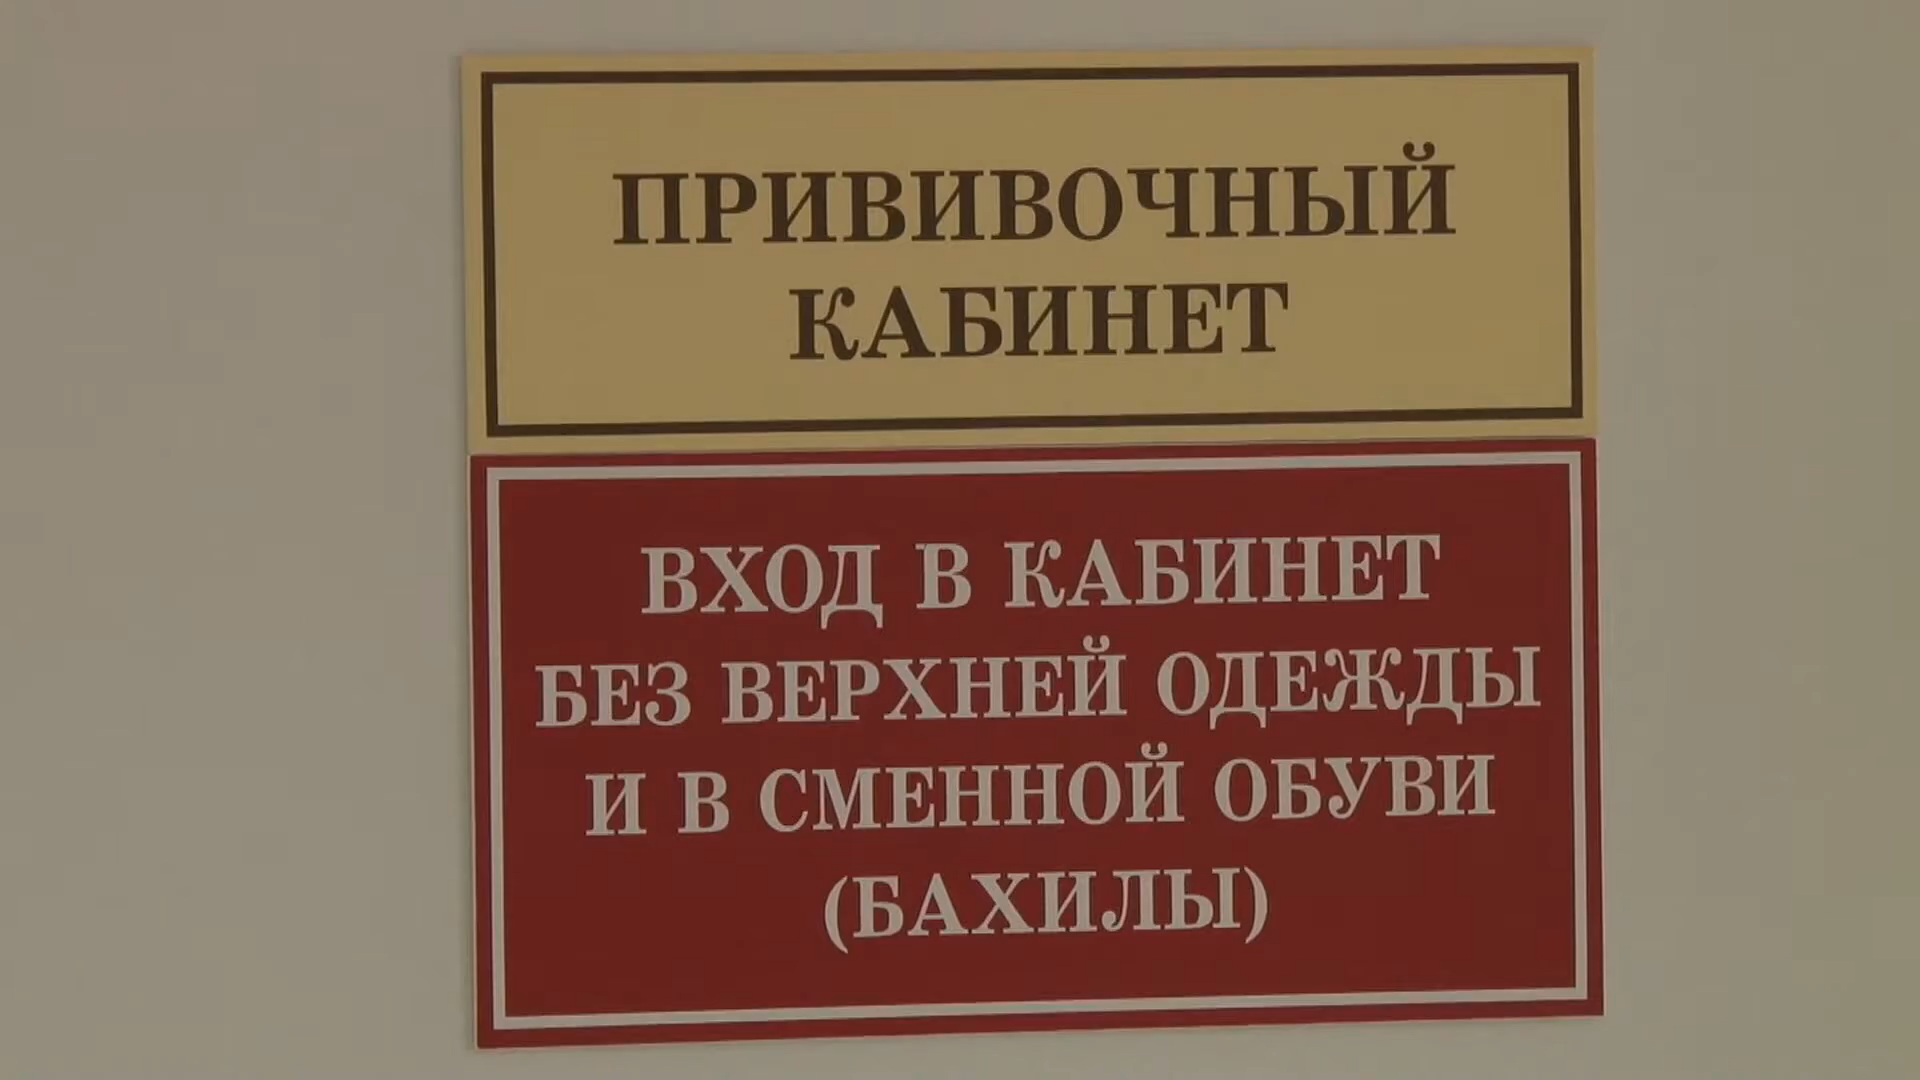 ПРИВИВОЧНЫЙ
КАБИНЕТ
ВХОД В КАБИНЕТ
БЕЗ ВЕРХНЕЙ ОДЕЖДЫ
И В СМЕННОЙ ОБУВИ
(БАХИЛЫ)